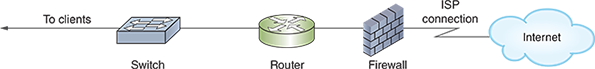 To clients
Switch
Router
Firewall
ISP
connection
Internet